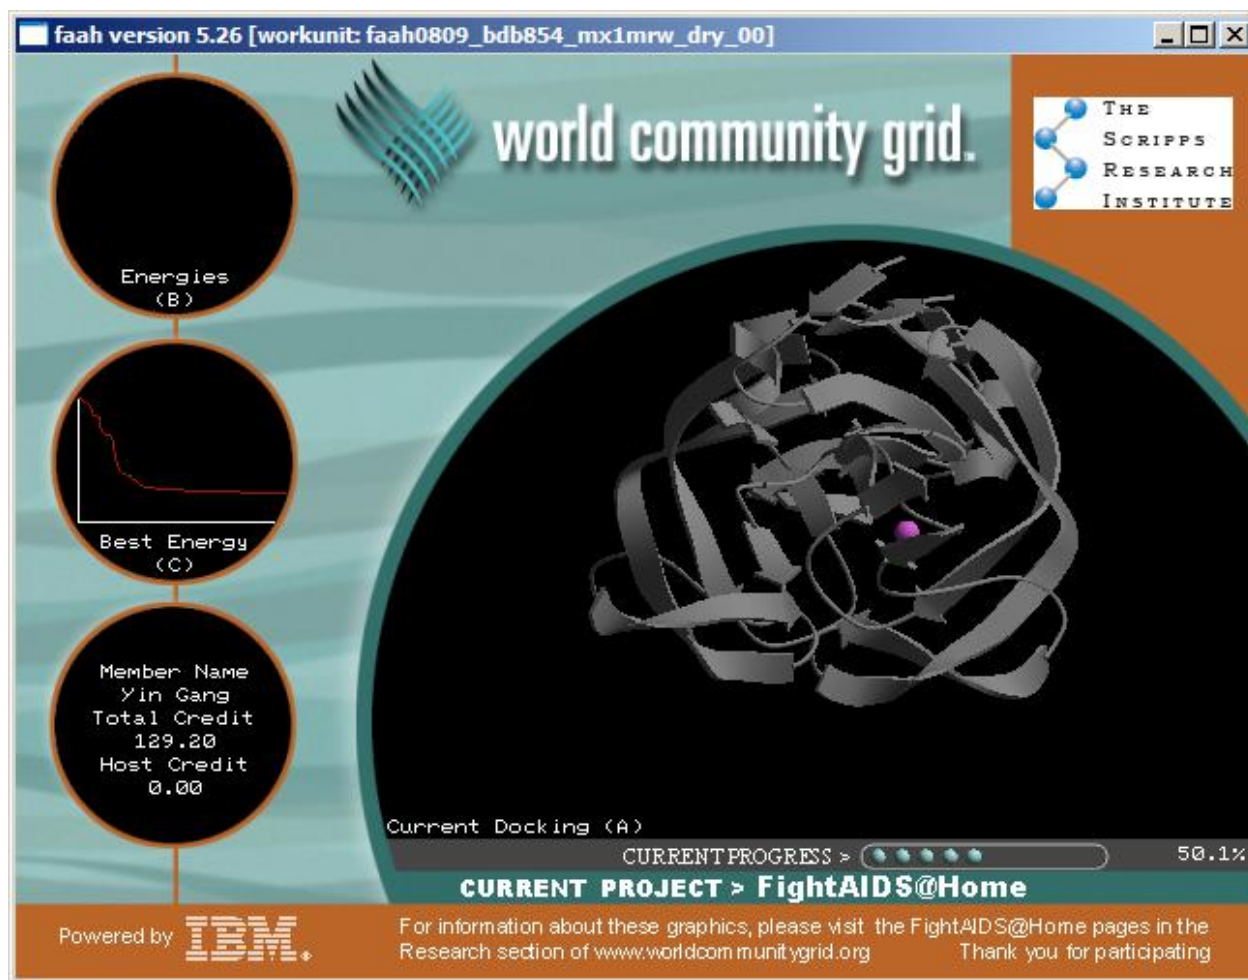 faah version 5.26 [workunit: faah0809_bdb854_mx1mrw_dry_00]
world community grid.
THE
SCRIPPS
RESEARCH
INSTITUTE
Energies
(B)
Best Energy
(C)
Member Name
Yin Gang
Total Credit
129.20
Host Credit
0.00
Current Docking (A)
CURRENT PROGRESS > 50.1%
CURRENT PROJECT > FightAIDS@Home
Powered by IBM.
For information about these graphics, please visit the FightAIDS@Home pages in the
Research section of www.worldcommunitygrid.org Thank you for participating